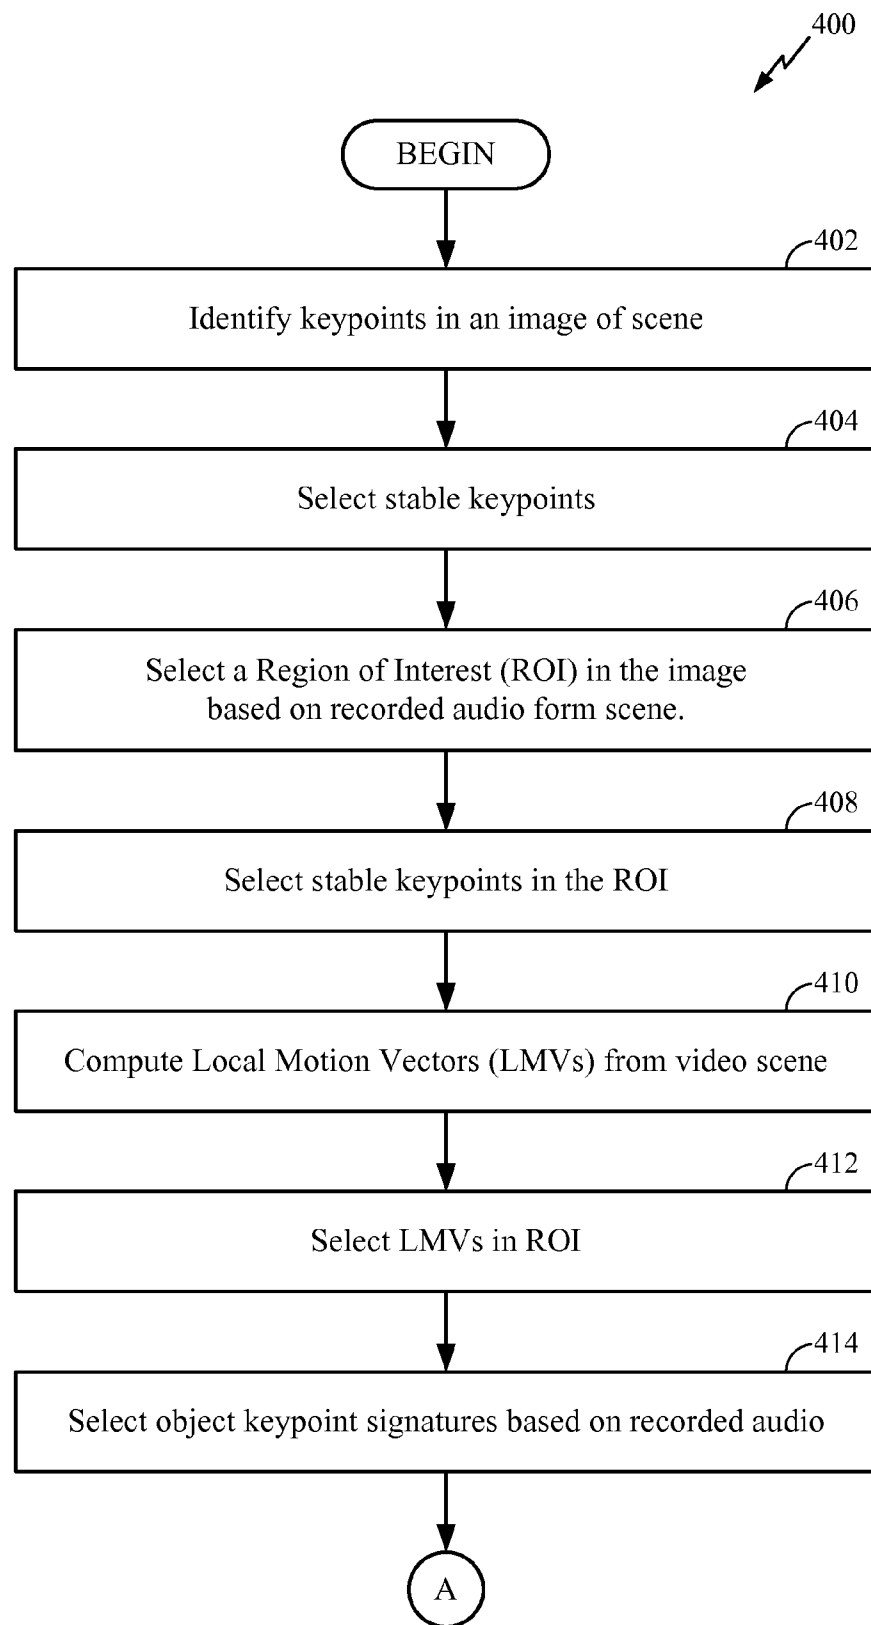 400
BEGIN
402
Identify keypoints in an image of scene
404
Select stable keypoints
406
Select a Region of Interest (ROI) in the image
based on recorded audio form scene.
408
Select stable keypoints in the ROI
410
Compute Local Motion Vectors (LMVs) from video scene
412
Select LMVs in ROI
414
Select object keypoint signatures based on recorded audio
A